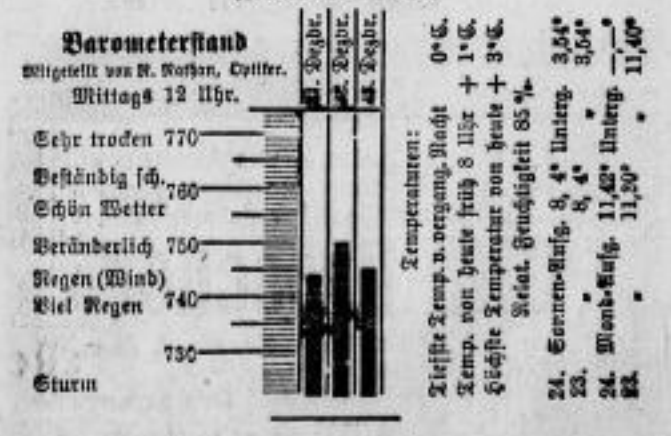 Barometerstand
Mitgeteilt von R. Nathan, Optiker.
Mittags 12 Uhr.
Dezbr.
Dezbr.
Dezbr.
Sehr trocken 770
Beständig sch.
760
Schön Wetter
Veränderlich 750
Regen (Wind)
Viel Regen 740
730
Sturm
Temperaturen:
Tiefste Temp. v. vergang. Nacht 0° C.
Temp. von heute früh 8 Uhr + 1° C.
Höchste Temperatur von heute + 3° C.
Relat. Feuchtigkeit 85 %.
24. Sonnen-Aufg. 8, 4" Unterg. 3,54"
23. " 8, 4" " 3,54"
24. Mond-Aufg. 11,42" Unterg. —,—"
23. " 11,20" " 11,40"